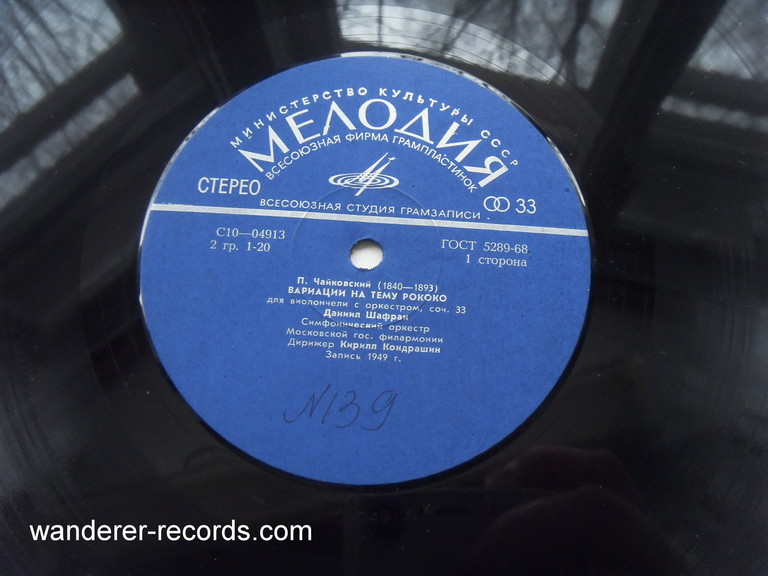 МИНИСТЕРСТВО КУЛЬТУРЫ СССР
МЕЛОДИЯ
ВСЕСОЮЗНАЯ ФИРМА ГРАМПЛАСТИНОК
СТЕРЕО
33
ВСЕСОЮЗНАЯ СТУДИЯ ГРАМЗАПИСИ
С10—04913
ГОСТ 5289-68
2 гр. 1-20
1 сторона
П. Чайковский (1840—1893)
ВАРИАЦИИ НА ТЕМУ РОКОКО
для виолончели с оркестром, соч. 33
Даниил Шафран
Симфонический оркестр
Московской гос. филармонии
Дирижер Кирилл Кондрашин
Запись 1949 г.
№139
wanderer-records.com